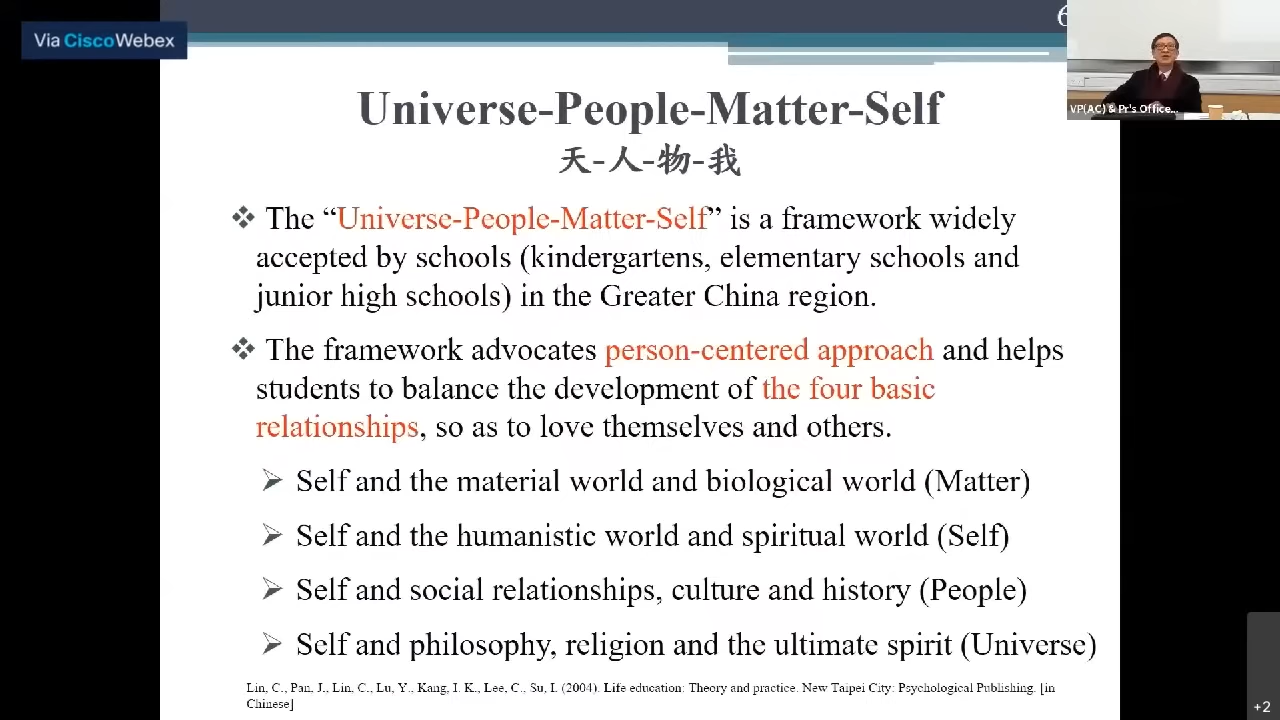 Via CiscoWebex
6
VP(AC) & Pr's Office...
Universe-People-Matter-Self
天-人-物-我
❖ The “Universe-People-Matter-Self” is a framework widely
accepted by schools (kindergartens, elementary schools and
junior high schools) in the Greater China region.
❖ The framework advocates person-centered approach and helps
students to balance the development of the four basic
relationships, so as to love themselves and others.
➢ Self and the material world and biological world (Matter)
➢ Self and the humanistic world and spiritual world (Self)
➢ Self and social relationships, culture and history (People)
➢ Self and philosophy, religion and the ultimate spirit (Universe)
Lin, C., Pan, J., Lin, C., Lu, Y., Kang, I. K., Lee, C., Su, I. (2004). Life education: Theory and practice. New Taipei City: Psychological Publishing. [in
Chinese]
+2